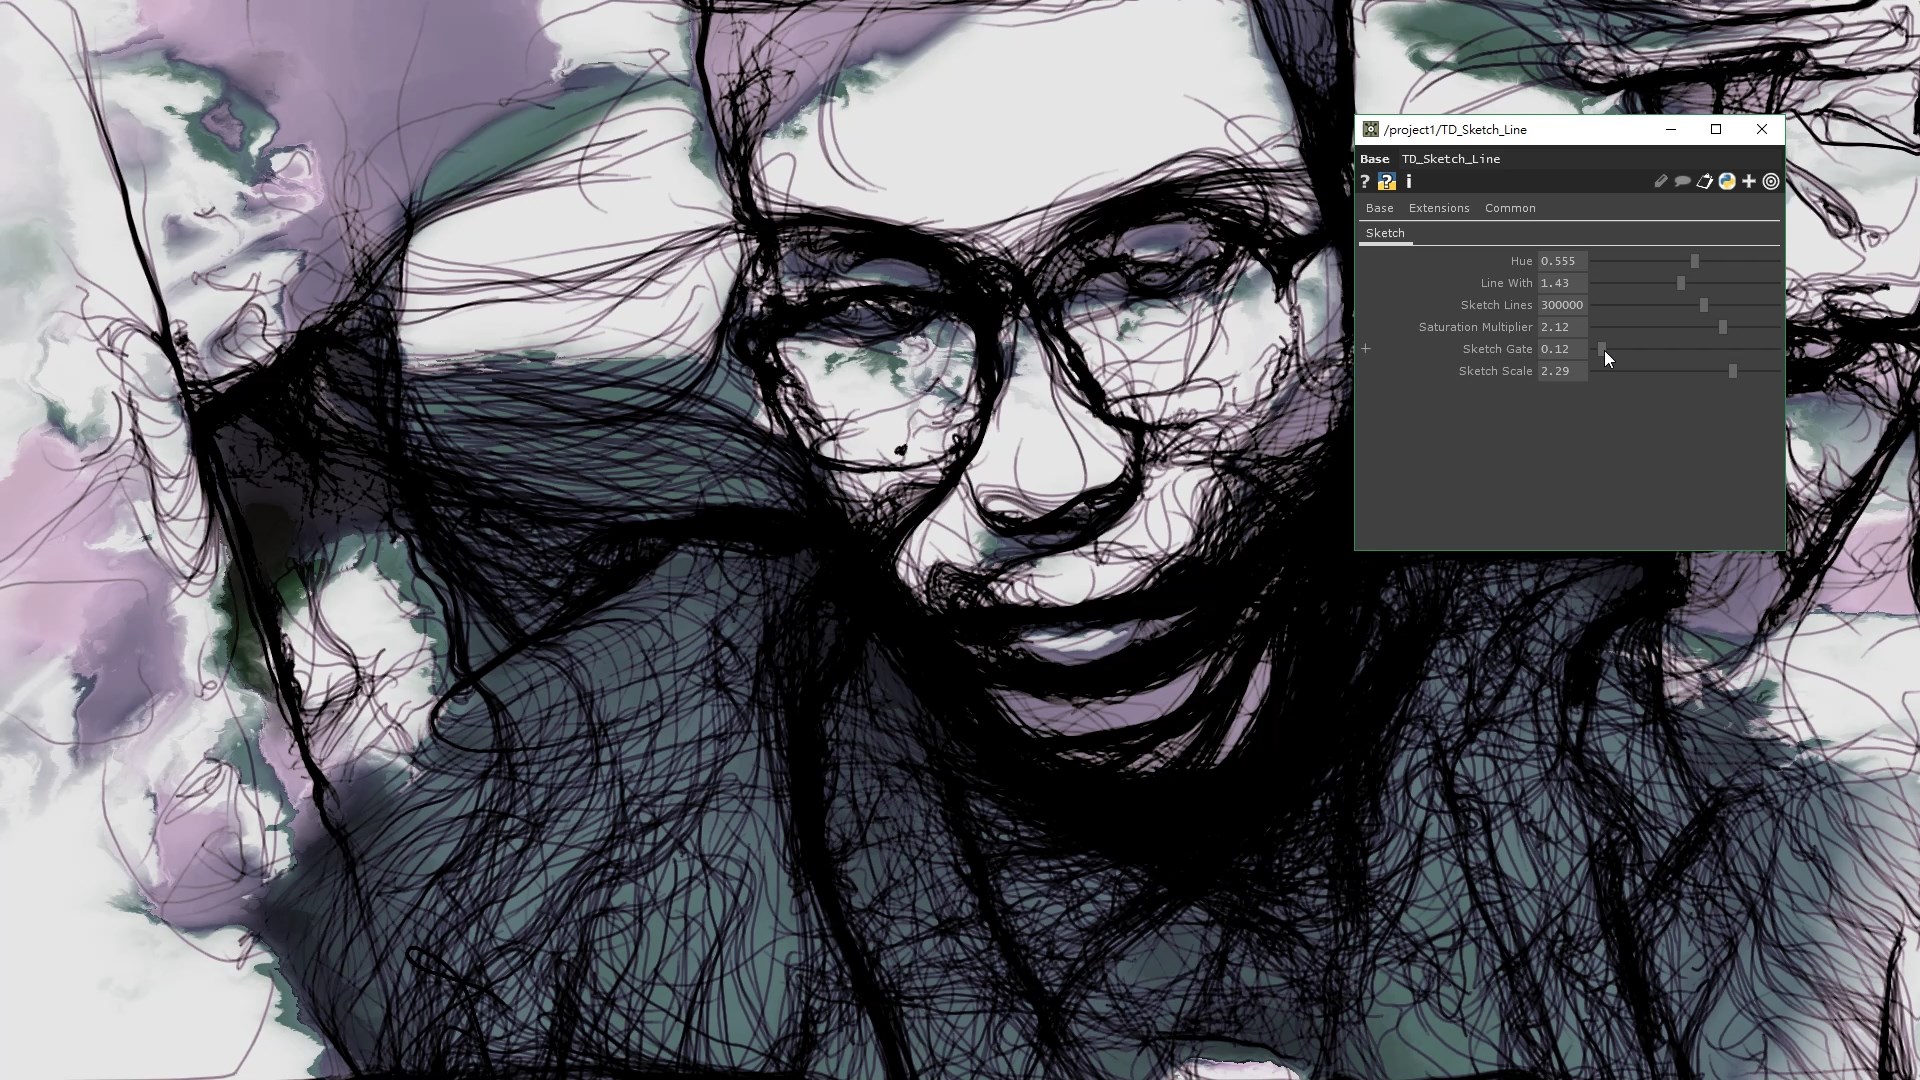 /project1/TD_Sketch_Line
Base TD_Sketch_Line
? ? i
Base Extensions Common
Sketch
Hue 0.555
Line With 1.43
Sketch Lines 300000
Saturation Multiplier 2.12
+ Sketch Gate 0.12
Sketch Scale 2.29